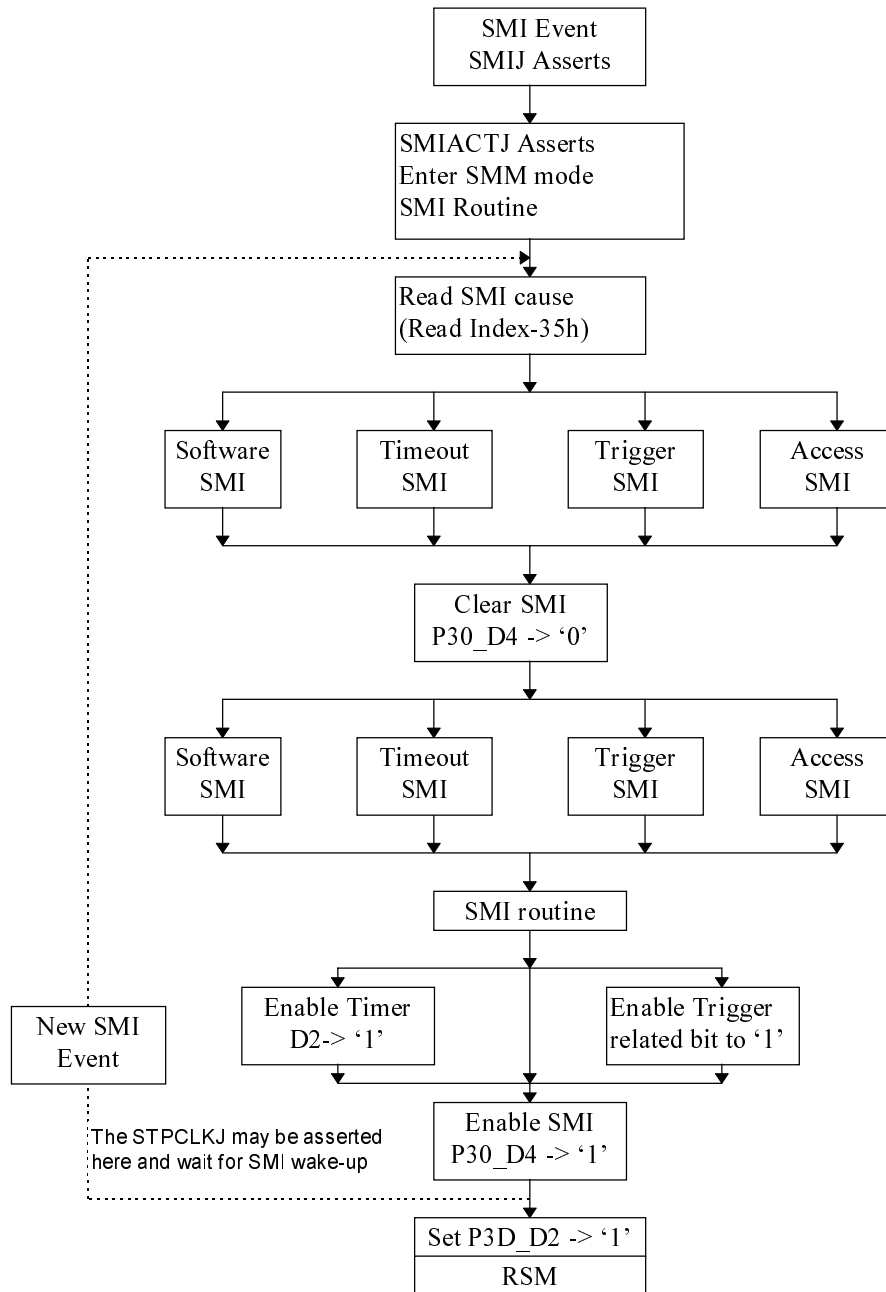 SMI Event
SMIJ Asserts
SMIACTJ Asserts
Enter SMM mode
SMI Routine
Read SMI cause
(Read Index-35h)
Software
SMI
Timeout
SMI
Trigger
SMI
Access
SMI
Clear SMI
P30_D4 -> ‘0’
Software
SMI
Timeout
SMI
Trigger
SMI
Access
SMI
SMI routine
Enable Timer
D2-> ‘1’
Enable Trigger
related bit to ‘1’
New SMI
Event
The STPCLKJ may be asserted
here and wait for SMI wake-up
Enable SMI
P30_D4 -> ‘1’
Set P3D_D2 -> ‘1’
RSM